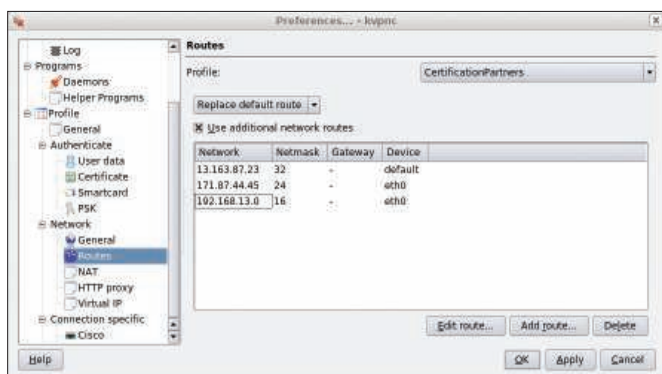 Preferences... - kvpnc
Log
Programs
Daemons
Helper Programs
Profile
General
Authenticate
User data
Certificate
Smartcard
PSK
Network
General
Routes
NAT
HTTP proxy
Virtual IP
Connection specific
Cisco
Routes
Profile: CertificationPartners
Replace default route
Use additional network routes
Network Netmask Gateway Device
13.163.87.23 32 - default
171.87.44.45 24 - eth0
192.168.13.0 16 - eth0
Edit route... Add route... Delete
Help OK Apply Cancel